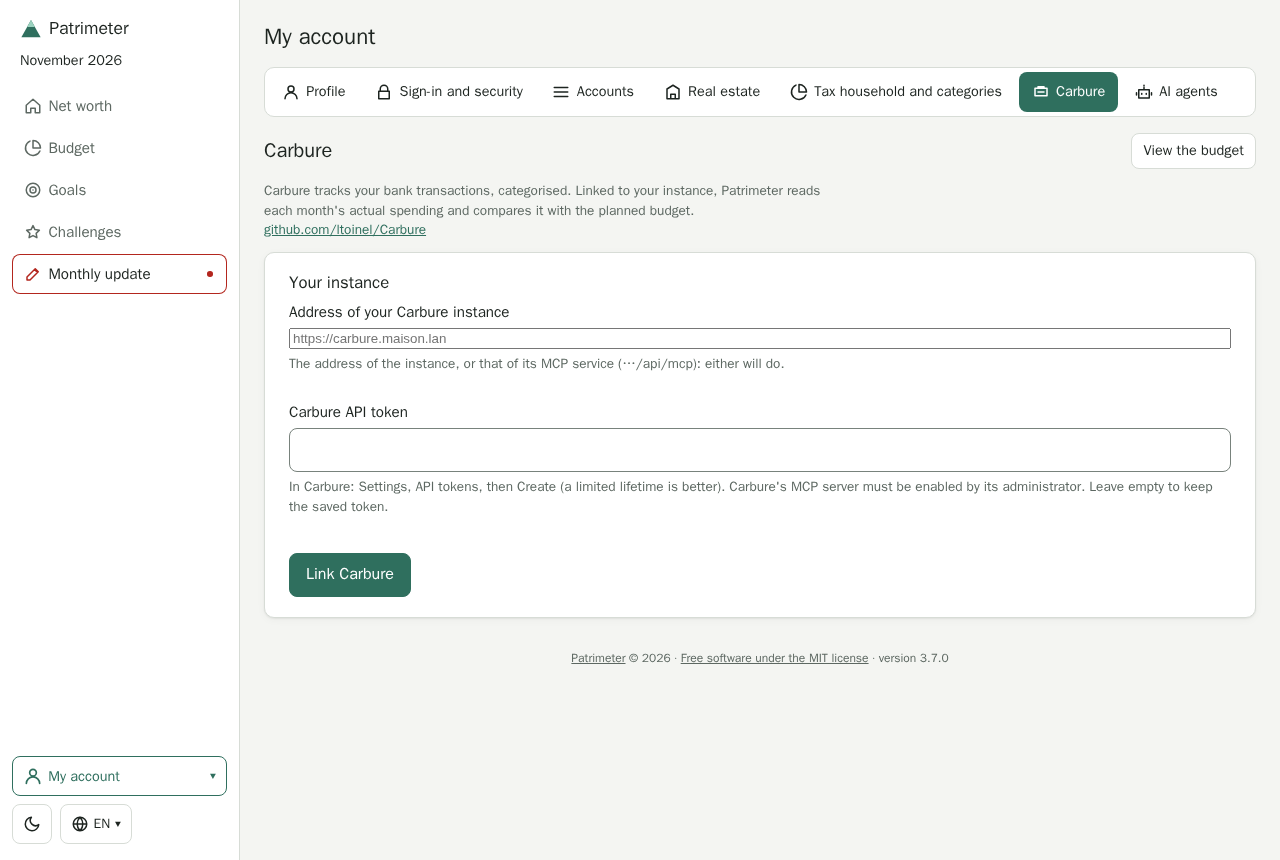 Patrimeter
November 2026
Net worth
Budget
Goals
Challenges
Monthly update
My account
EN
My account
Profile
Sign-in and security
Accounts
Real estate
Tax household and categories
Carbure
AI agents
Carbure
View the budget
Carbure tracks your bank transactions, categorised. Linked to your instance, Patrimeter reads
each month's actual spending and compares it with the planned budget.
github.com/ltoinel/Carbure
Your instance
Address of your Carbure instance
https://carbure.maison.lan
The address of the instance, or that of its MCP service (…/api/mcp): either will do.
Carbure API token
In Carbure: Settings, API tokens, then Create (a limited lifetime is better). Carbure's MCP server must be enabled by its administrator. Leave empty to keep
the saved token.
Link Carbure
Patrimeter © 2026 · Free software under the MIT license · version 3.7.0